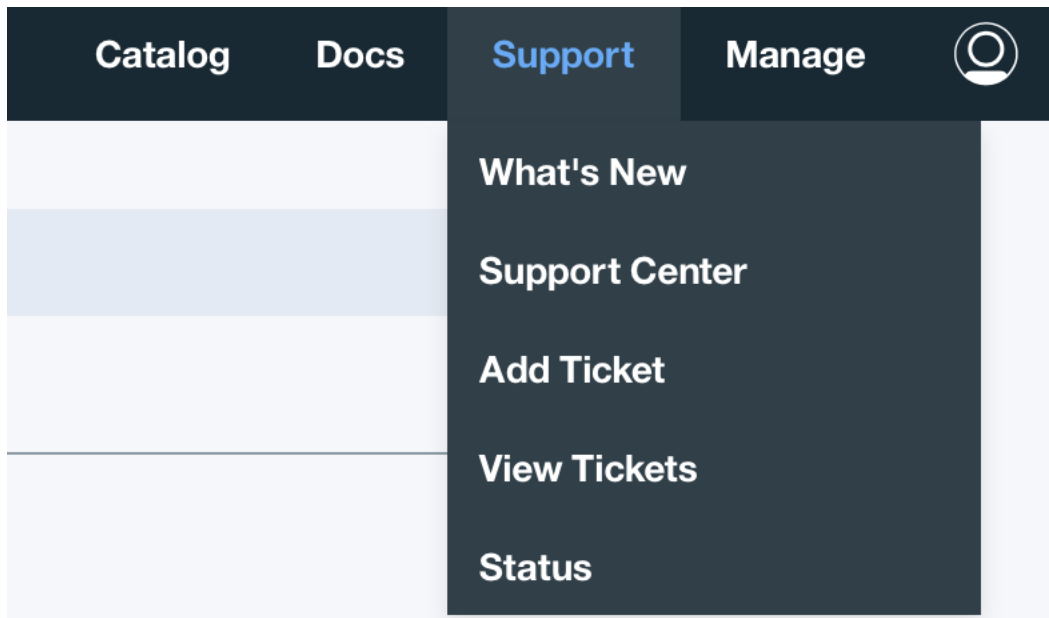 Catalog Docs Support Manage
What's New
Support Center
Add Ticket
View Tickets
Status